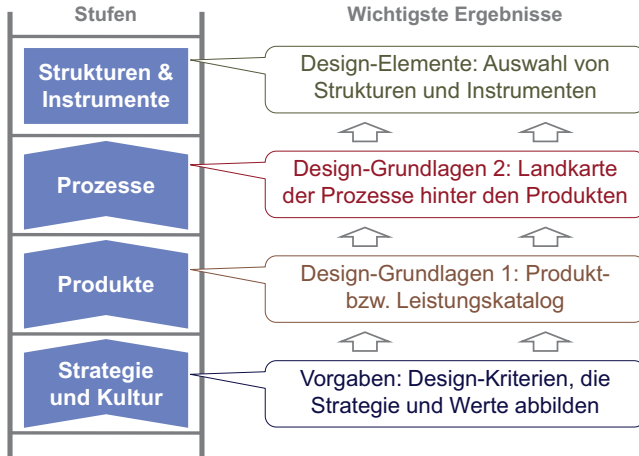 Stufen
Wichtigste Ergebnisse
Strukturen &
Instrumente
Design-Elemente: Auswahl von
Strukturen und Instrumenten
Prozesse
Design-Grundlagen 2: Landkarte
der Prozesse hinter den Produkten
Produkte
Design-Grundlagen 1: Produkt-
bzw. Leistungskatalog
Strategie
und Kultur
Vorgaben: Design-Kriterien, die
Strategie und Werte abbilden